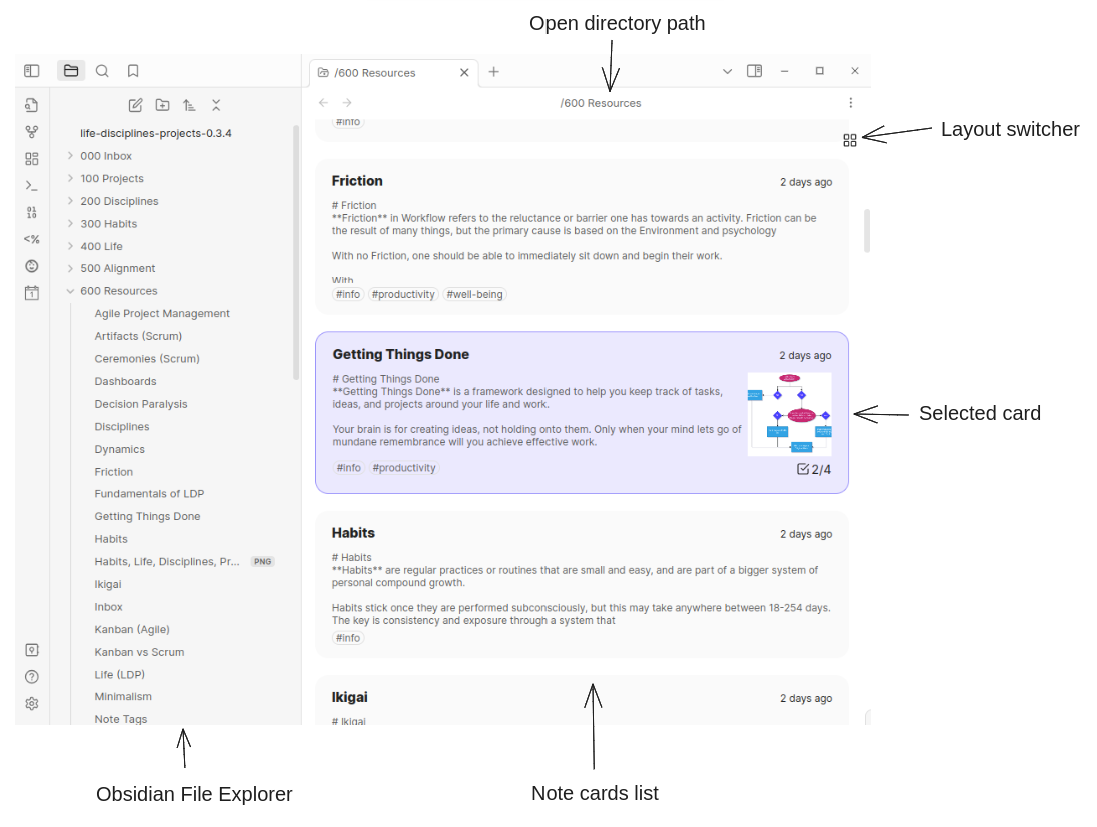 Open directory path
/600 Resources
/600 Resources
Layout switcher
life-disciplines-projects-0.3.4
000 Inbox
100 Projects
200 Disciplines
300 Habits
400 Life
500 Alignment
600 Resources
Agile Project Management
Artifacts (Scrum)
Ceremonies (Scrum)
Dashboards
Decision Paralysis
Disciplines
Dynamics
Friction
Fundamentals of LDP
Getting Things Done
Habits
Habits, Life, Disciplines, Pr... PNG
Ikigai
Inbox
Kanban (Agile)
Kanban vs Scrum
Life (LDP)
Minimalism
Note Tags
#info
Friction 2 days ago
# Friction
**Friction** in Workflow refers to the reluctance or barrier one has towards an activity. Friction can be
the result of many things, but the primary cause is based on the Environment and psychology
With no Friction, one should be able to immediately sit down and begin their work.
With
#info #productivity #well-being
Getting Things Done 2 days ago
# Getting Things Done
**Getting Things Done** is a framework designed to help you keep track of tasks,
ideas, and projects around your life and work.
Your brain is for creating ideas, not holding onto them. Only when your mind lets go of
mundane remembrance will you achieve effective work.
#info #productivity
2/4
Selected card
Habits 2 days ago
# Habits
**Habits** are regular practices or routines that are small and easy, and are part of a bigger system of
personal compound growth.
Habits stick once they are performed subconsciously, but this may take anywhere between 18-254 days.
The key is consistency and exposure through a system that
#info
Ikigai 2 days ago
# Ikigai
Obsidian File Explorer
Note cards list